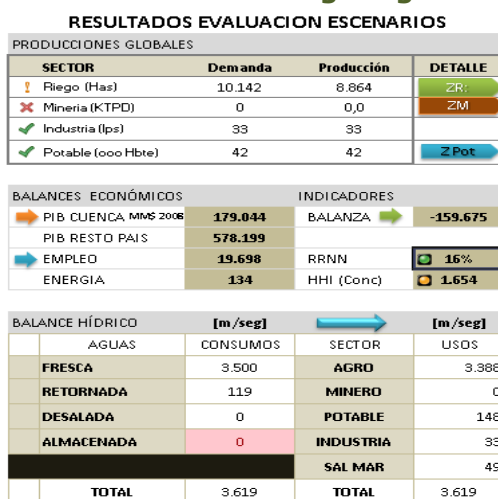 RESULTADOS EVALUACION ESCENARIOS
PRODUCCIONES GLOBALES
SECTOR Demanda Producción DETALLE
Riego (Has) 10.142 8.864 ZR:
Mineria (KTPD) 0 0,0 ZM
Industria (lps) 33 33
Potable (ooo Hbte) 42 42 Z Pot
BALANCES ECONÓMICOS INDICADORES
PIB CUENCA MM$ 2008 179.044 BALANZA -159.675
PIB RESTO PAIS 578.199
EMPLEO 19.698 RRNN 16%
ENERGIA 134 HHI (Conc) 1.654
BALANCE HÍDRICO [m/seg] [m/seg]
AGUAS CONSUMOS SECTOR USOS
FRESCA 3.500 AGRO 3.388
RETORNADA 119 MINERO 0
DESALADA 0 POTABLE 148
ALMACENADA 0 INDUSTRIA 33
SAL MAR 49
TOTAL 3.619 TOTAL 3.619